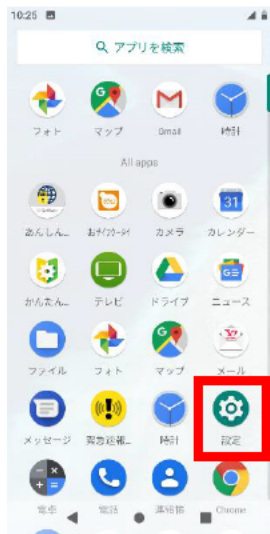 10:25
アプリを検索
フォト
マップ
Gmail
時計
All apps
あんしん...
カメラ
カレンダー
31
かんたん...
テレビ
ドライブ
ニュース
ファイル
フォト
マップ
メール
メッセージ
緊急速報...
時計
設定
電卓
電話
連絡帳
Chrome